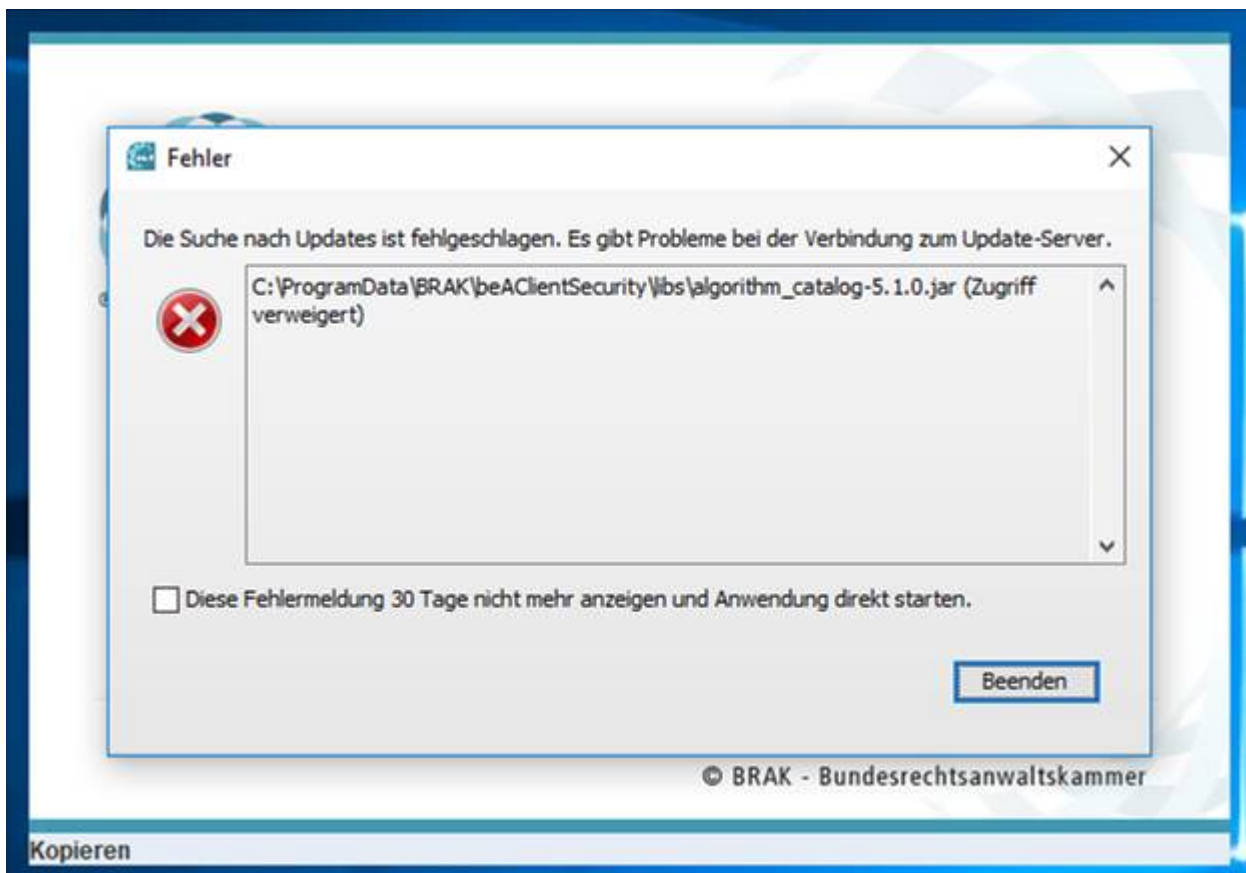 Fehler
Die Suche nach Updates ist fehlgeschlagen. Es gibt Probleme bei der Verbindung zum Update-Server.
C:\ProgramData\BRAK\beAClientSecurity\libs\algorithm_catalog-5.1.0.jar (Zugriff
verweigert)
Diese Fehlermeldung 30 Tage nicht mehr anzeigen und Anwendung direkt starten.
Beenden
© BRAK - Bundesrechtsanwaltskammer
Kopieren